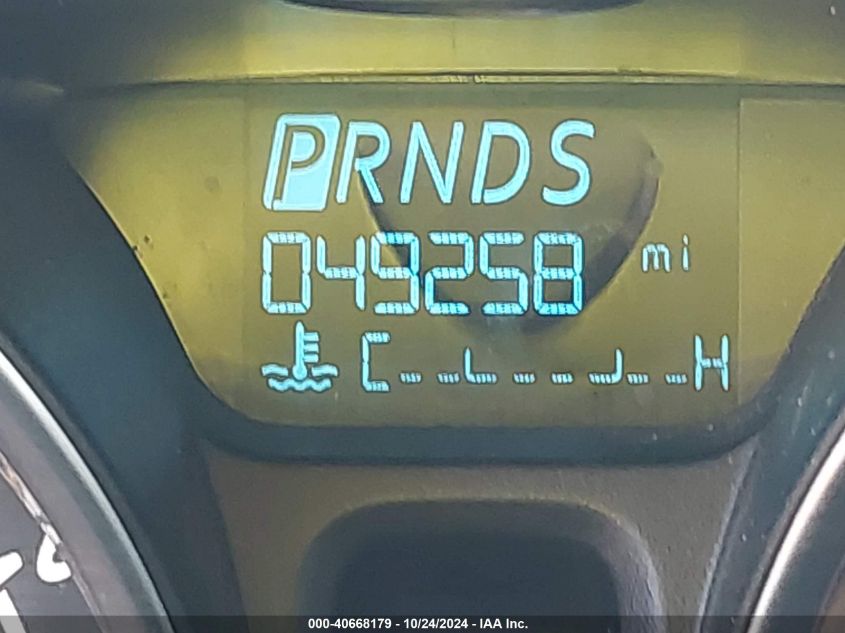 PRNDS
049258 mi
C H
000-40668179 - 10/24/2024 - IAA Inc.